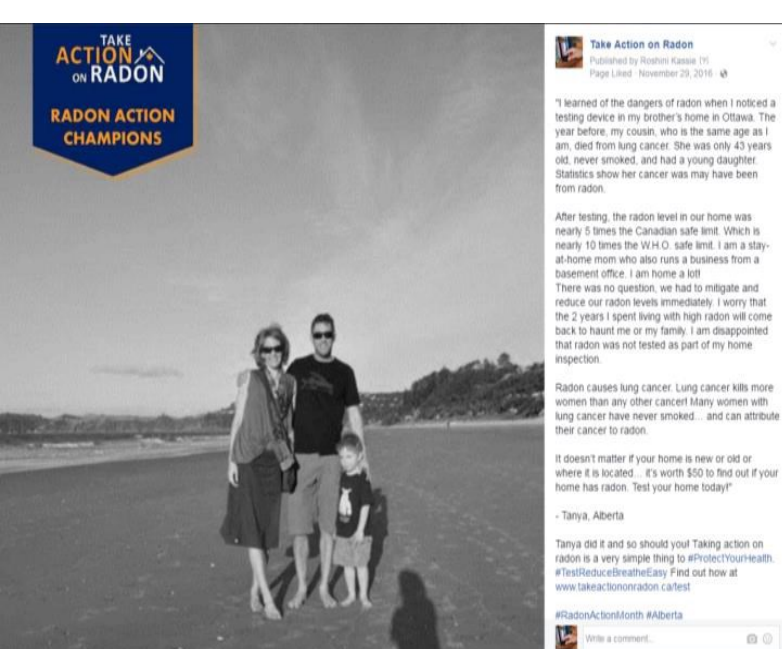 TAKE
ACTION
ON RADON
RADON ACTION
CHAMPIONS
Take Action on Radon
Published by Roshini Kassie [?]
Page Liked · November 29, 2016 ·
"I learned of the dangers of radon when I noticed a
testing device in my brother's home in Ottawa. The
year before, my cousin, who is the same age as I
am, died from lung cancer. She was only 43 years
old, never smoked, and had a young daughter.
Statistics show her cancer was may have been
from radon.
After testing, the radon level in our home was
nearly 5 times the Canadian safe limit. Which is
nearly 10 times the W.H.O. safe limit. I am a stay-
at-home mom who also runs a business from a
basement office. I am home a lot!
There was no question, we had to mitigate and
reduce our radon levels immediately. I worry that
the 2 years I spent living with high radon will come
back to haunt me or my family. I am disappointed
that radon was not tested as part of my home
inspection.
Radon causes lung cancer. Lung cancer kills more
women than any other cancer! Many women with
lung cancer have never smoked... and can attribute
their cancer to radon.
It doesn't matter if your home is new or old or
where it is located... it's worth $50 to find out if your
home has radon. Test your home today!"
- Tanya, Alberta
Tanya did it and so should you! Taking action on
radon is a very simple thing to #ProtectYourHealth.
#TestReduceBreatheEasy Find out how at
www.takeactiononradon.ca/test
#RadonActionMonth #Alberta
Write a comment...